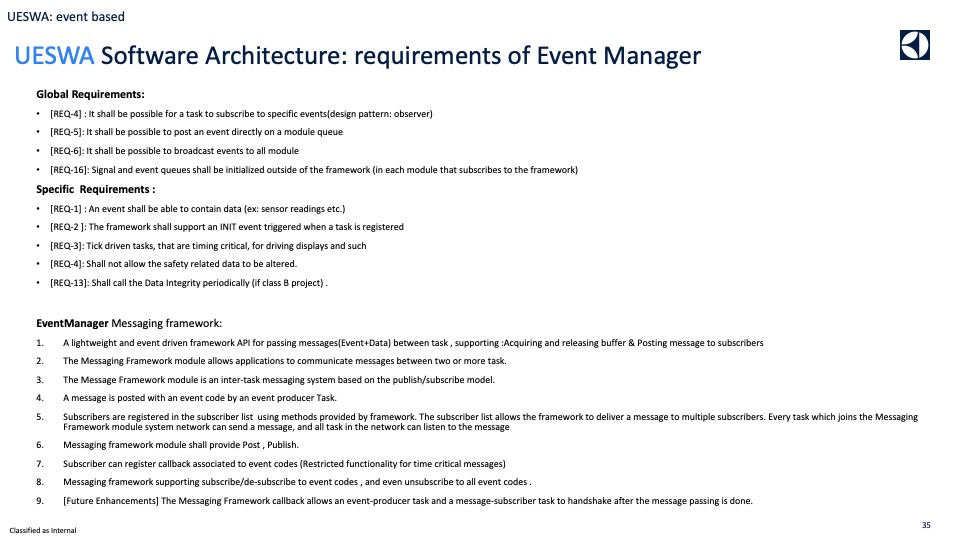 UESWA: event based
UESWA Software Architecture: requirements of Event Manager
Global Requirements:
• [REQ-4] : It shall be possible for a task to subscribe to specific events(design pattern: observer)
• [REQ-5]: It shall be possible to post an event directly on a module queue
• [REQ-6]: It shall be possible to broadcast events to all module
• [REQ-16]: Signal and event queues shall be initialized outside of the framework (in each module that subscribes to the framework)
Specific Requirements :
• [REQ-1] : An event shall be able to contain data (ex: sensor readings etc.)
• [REQ-2 ]: The framework shall support an INIT event triggered when a task is registered
• [REQ-3]: Tick driven tasks, that are timing critical, for driving displays and such
• [REQ-4]: Shall not allow the safety related data to be altered.
• [REQ-13]: Shall call the Data Integrity periodically (if class B project) .
EventManager Messaging framework:
1. A lightweight and event driven framework API for passing messages(Event+Data) between task , supporting :Acquiring and releasing buffer & Posting message to subscribers
2. The Messaging Framework module allows applications to communicate messages between two or more task.
3. The Message Framework module is an inter-task messaging system based on the publish/subscribe model.
4. A message is posted with an event code by an event producer Task.
5. Subscribers are registered in the subscriber list using methods provided by framework. The subscriber list allows the framework to deliver a message to multiple subscribers. Every task which joins the Messaging
Framework module system network can send a message, and all task in the network can listen to the message
6. Messaging framework module shall provide Post , Publish.
7. Subscriber can register callback associated to event codes (Restricted functionality for time critical messages)
8. Messaging framework supporting subscribe/de-subscribe to event codes , and even unsubscribe to all event codes .
9. [Future Enhancements] The Messaging Framework callback allows an event-producer task and a message-subscriber task to handshake after the message passing is done.
Classified as Internal
35